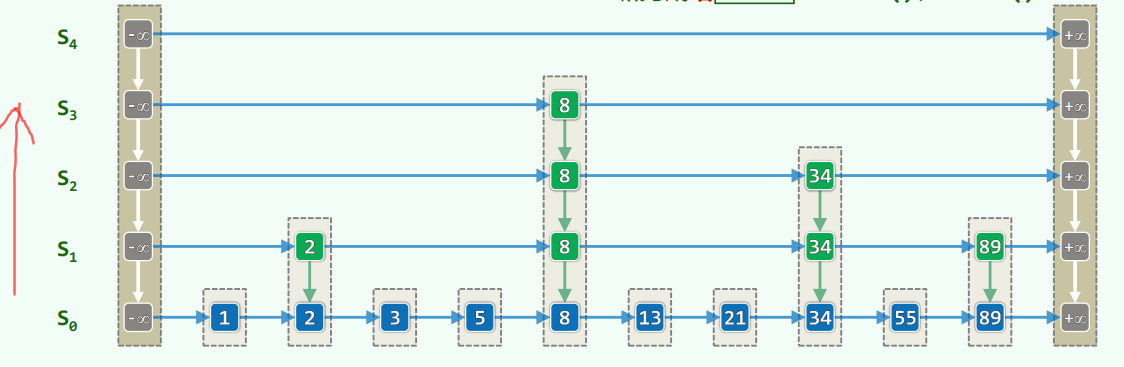 S4 -∞ +∞
S3 -∞ 8 +∞
S2 -∞ 8 34 +∞
S1 -∞ 2 8 34 89 +∞
S0 -∞ 1 2 3 5 8 13 21 34 55 89 +∞